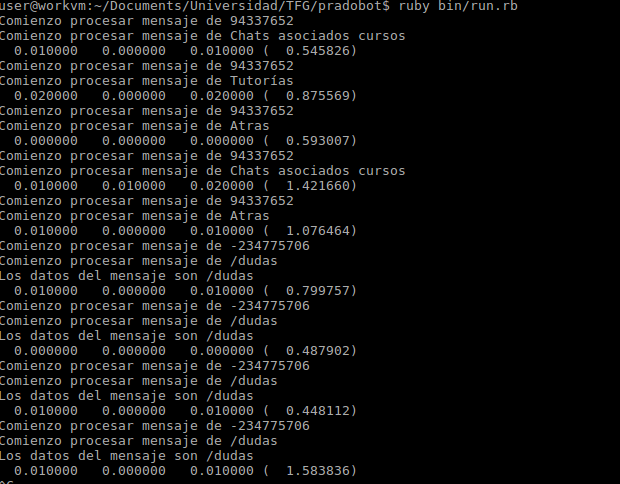 user@workvm:~/Documents/Universidad/TFG/pradobot$ ruby bin/run.rb
Comienzo procesar mensaje de 94337652
Comienzo procesar mensaje de Chats asociados cursos
  0.010000   0.000000   0.010000 (  0.545826)
Comienzo procesar mensaje de 94337652
Comienzo procesar mensaje de Tutorías
  0.020000   0.000000   0.020000 (  0.875569)
Comienzo procesar mensaje de 94337652
Comienzo procesar mensaje de Atras
  0.000000   0.000000   0.000000 (  0.593007)
Comienzo procesar mensaje de 94337652
Comienzo procesar mensaje de Chats asociados cursos
  0.010000   0.010000   0.020000 (  1.421660)
Comienzo procesar mensaje de 94337652
Comienzo procesar mensaje de Atras
  0.010000   0.000000   0.010000 (  1.076464)
Comienzo procesar mensaje de -234775706
Comienzo procesar mensaje de /dudas
Los datos del mensaje son /dudas
  0.010000   0.000000   0.010000 (  0.799757)
Comienzo procesar mensaje de -234775706
Comienzo procesar mensaje de /dudas
Los datos del mensaje son /dudas
  0.000000   0.000000   0.000000 (  0.487902)
Comienzo procesar mensaje de -234775706
Comienzo procesar mensaje de /dudas
Los datos del mensaje son /dudas
  0.010000   0.000000   0.010000 (  0.448112)
Comienzo procesar mensaje de -234775706
Comienzo procesar mensaje de /dudas
Los datos del mensaje son /dudas
  0.010000   0.000000   0.010000 (  1.583836)